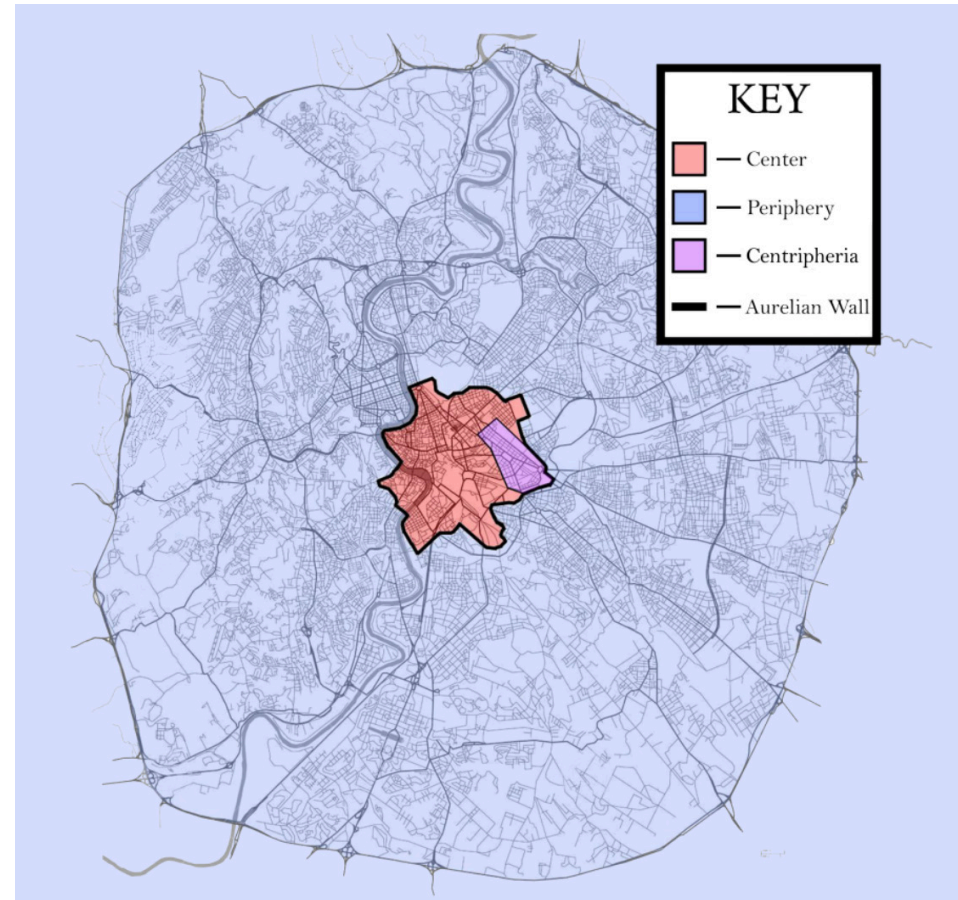 KEY
— Center
— Periphery
— Centripheria
— Aurelian Wall